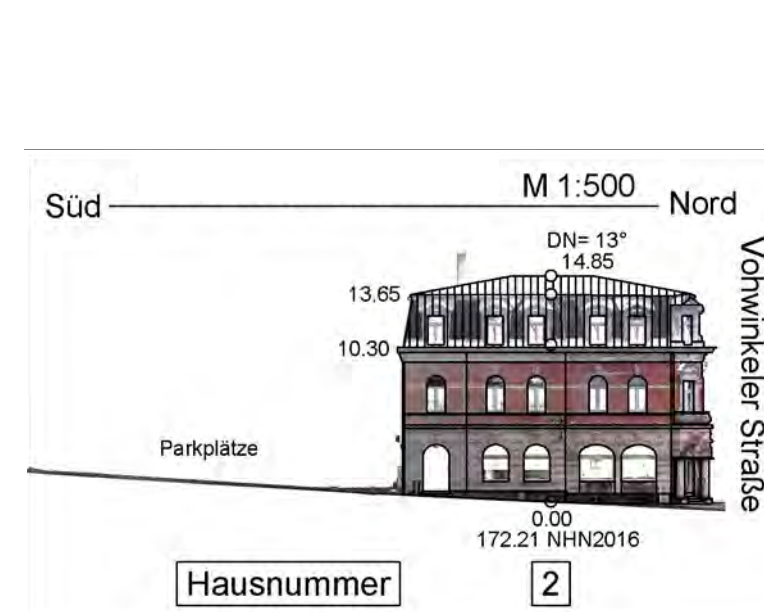 M 1:500
Süd
Nord
DN= 13°
14.85
13.65
10.30
Vohwinkeler Straße
Parkplätze
0.00
172.21 NHN2016
Hausnummer
2